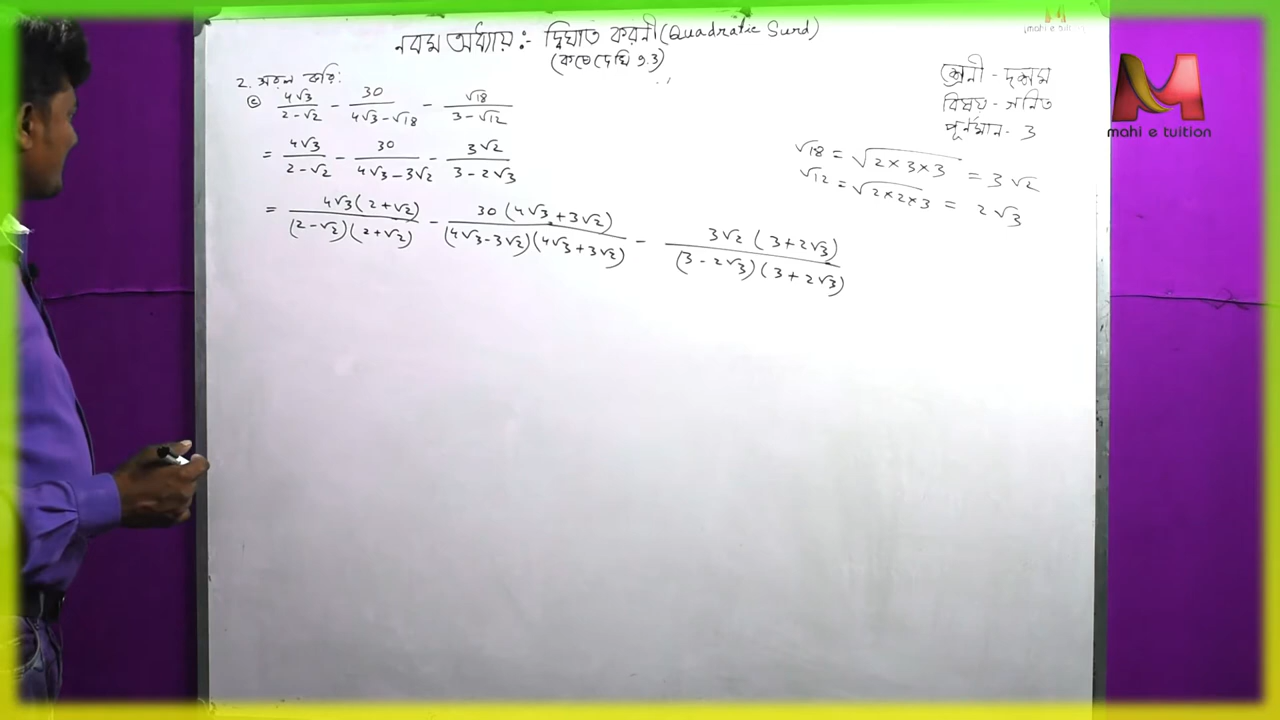 নবম অধ্যায়ঃ- দ্বিঘাত করনী (Quadratic Surd)
(কষে দেখি 9.3)
শ্রেনী - দশম
বিষয় - গনিত
পূর্নমান - 3
mahi e tuition
2. সরল করি:
© 4√3/(2-√2) - 30/(4√3-√18) - √18/(3-√12)
= 4√3/(2-√2) - 30/(4√3-3√2) - 3√2/(3-2√3)
√18 = √(2×3×3) = 3√2
√12 = √(2×2×3) = 2√3
= 4√3(2+√2)/(2-√2)(2+√2) - 30(4√3+3√2)/(4√3-3√2)(4√3+3√2) - 3√2(3+2√3)/(3-2√3)(3+2√3)